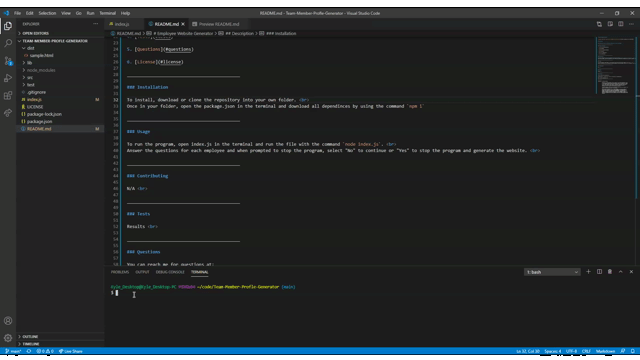 File Edit Selection View Go Run Terminal Help
README.md - Team-Member-Profile-Generator - Visual Studio Code
EXPLORER
index.js
README.md
Preview README.md
README.md > # Employee Website Generator > ## Description > ### Installation
OPEN EDITORS
TEAM-MEMBER-PROFILE-GENERATOR
dist
sample.html
lib
node_modules
src
test
.gitignore
index.js
LICENSE
package-lock.json
package.json
README.md
5. [Questions](#questions)
6. [License](#license)
### Installation
To install, download or clone the repository into your own folder. <br>
Once in your folder, open the package.json in the terminal and download all dependinces by using the command `npm i`
### Usage
To run the program, open index.js in the terminal and run the file with the command `node index.js`. <br>
Answer the questions for each employee and when prompted to stop the program, select "No" to continue or "Yes" to stop the program and generate the website. <br>
### Contributing
N/A <br>
### Tests
Results <br>
### Questions
You can reach me for questions at:
PROBLEMS OUTPUT DEBUG CONSOLE TERMINAL
1: bash
~/code/Team-Member-Profile-Generator (main)
$
OUTLINE
TIMELINE
main* 0 0 Live Share
Spaces: 4 UTF-8 CRLF Markdown